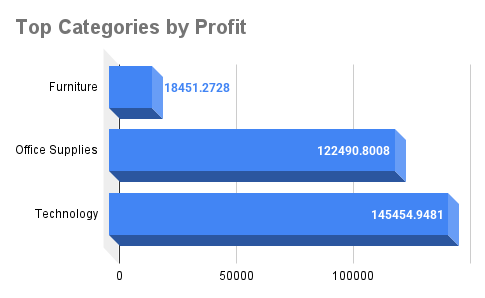 Top Categories by Profit
Furniture
18451.2728
Office Supplies
122490.8008
Technology
145454.9481
0
50000
100000